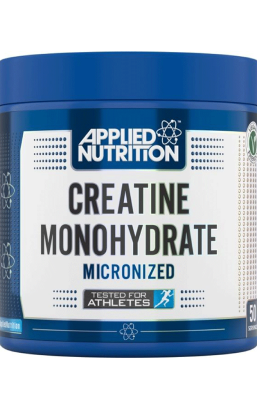 APPLIED
NUTRITION
CREATINE
MONOHYDRATE
MICRONIZED
TESTED FOR
ATHLETES
50